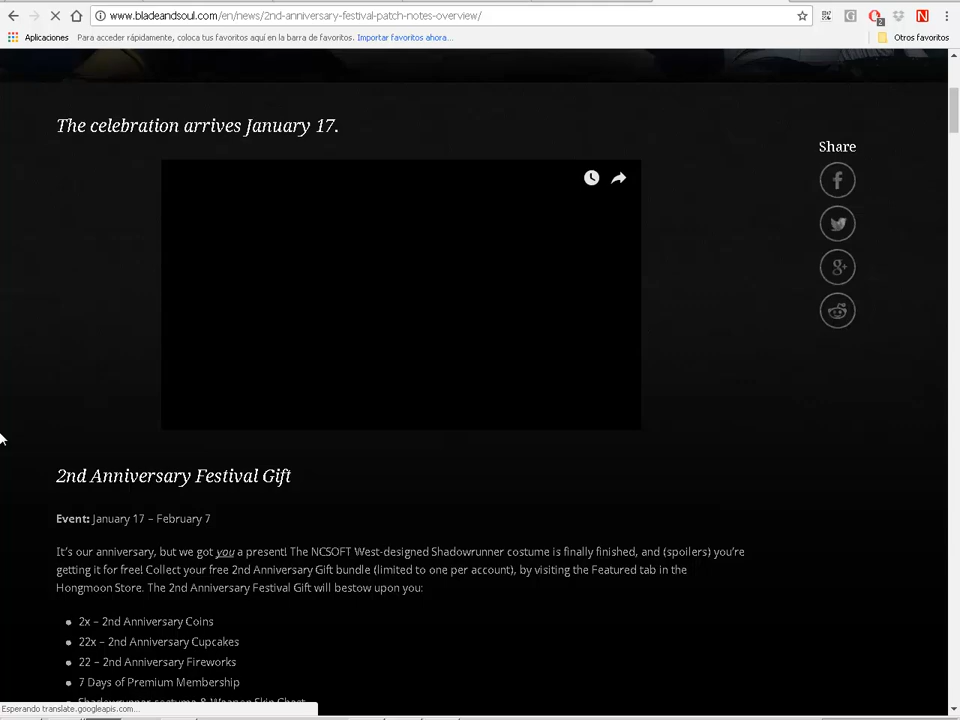 www.bladeandsoul.com/en/news/2nd-anniversary-festival-patch-notes-overview/
Aplicaciones Para acceder rápidamente, coloca tus favoritos aquí en la barra de favoritos. Importar favoritos ahora... Otros favoritos
The celebration arrives January 17.
Share
2nd Anniversary Festival Gift
Event: January 17 – February 7
It's our anniversary, but we got you a present! The NCSOFT West-designed Shadowrunner costume is finally finished, and (spoilers) you're
getting it for free! Collect your free 2nd Anniversary Gift bundle (limited to one per account), by visiting the Featured tab in the
Hongmoon Store. The 2nd Anniversary Festival Gift will bestow upon you:
2x – 2nd Anniversary Coins
22x – 2nd Anniversary Cupcakes
22 – 2nd Anniversary Fireworks
7 Days of Premium Membership
Shadowrunner costume & Weapon Skin Chest
Esperando translate.googleapis.com...